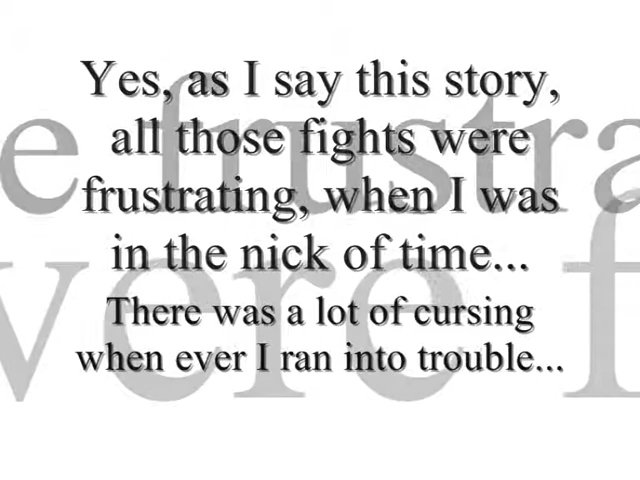 Yes, as I say this story,
all those fights were
frustrating, when I was
in the nick of time...
There was a lot of cursing
when ever I ran into trouble...